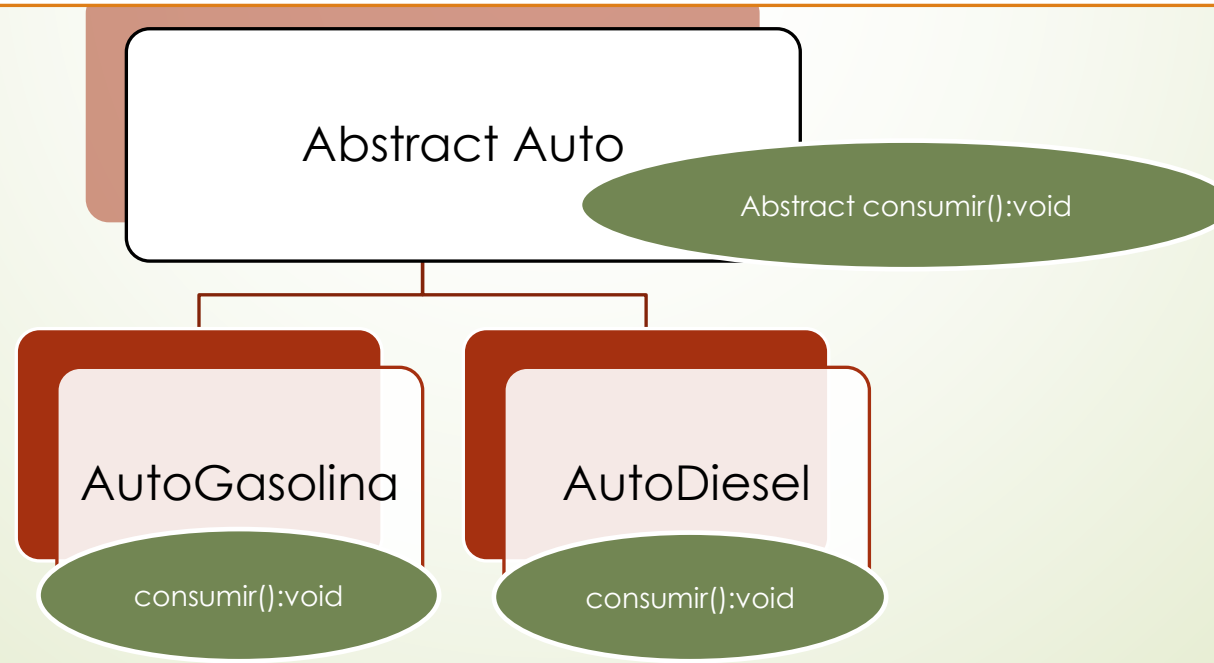 Abstract Auto
Abstract consumir():void
AutoGasolina
AutoDiesel
consumir():void
consumir():void